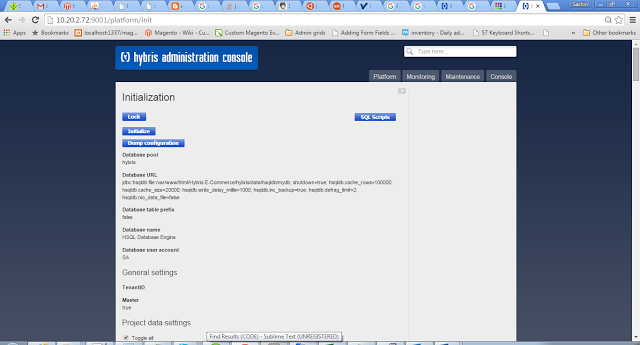 Sachin
10.20.2.72:9001/platform/init
Apps
Bookmarks
localhost:1337/mag
Magento - Wiki - Cu
Custom Magento Ev
Admin grids
Adding Form Fields
inventory - Daily ad
57 Keyboard Shortc
Other bookmarks
hybris administration console
Type here...
Platform
Monitoring
Maintenance
Console
Initialization
Lock
SQL Scripts
Initialize
Dump configuration
Database pool
hybris
Database URL
jdbc:hsqldb:file:/var/www/html/Hybris E-Commerce/hybris/data/hsqldb/mydb; shutdown=true; hsqldb.cache_rows=100000;
hsqldb.cache_size=20000; hsqldb.write_delay_millis=1000; hsqldb.inc_backup=true; hsqldb.defrag_limit=2;
hsqldb.nio_data_file=false
Database table prefix
false
Database name
HSQL Database Engine
Database user account
SA
General settings
TenantID
Master
true
Project data settings
Toggle all
Find Results (CODE) - Sublime Text (UNREGISTERED)